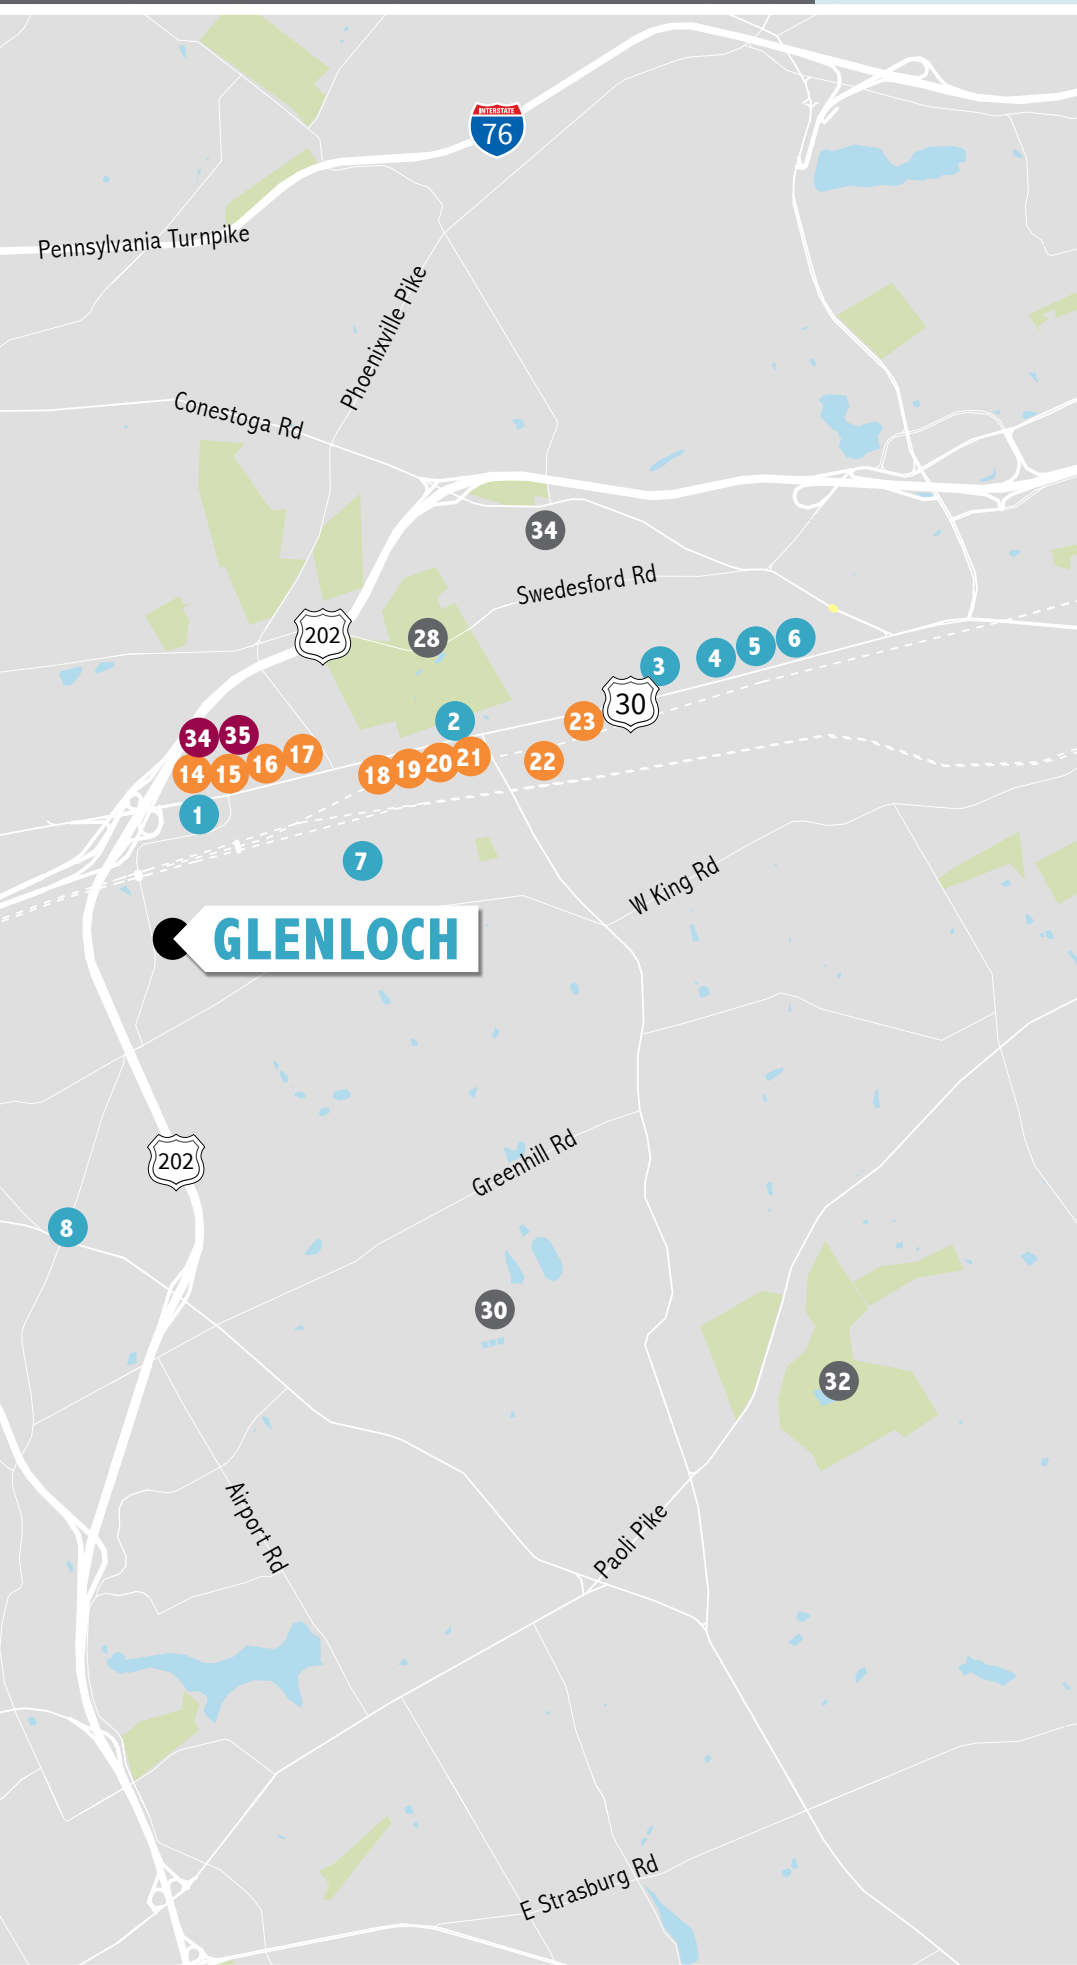 INTERSTATE
76
Pennsylvania Turnpike
Phoenixville Pike
Conestoga Rd
34
Swedesford Rd
202
28
6
5
4
3
30
2
23
34
35
17
16
15
14
21
20
19
18
22
1
7
W King Rd
GLENLOCH
Greenhill Rd
202
8
30
32
Airport Rd
Paoli Pike
E Strasburg Rd